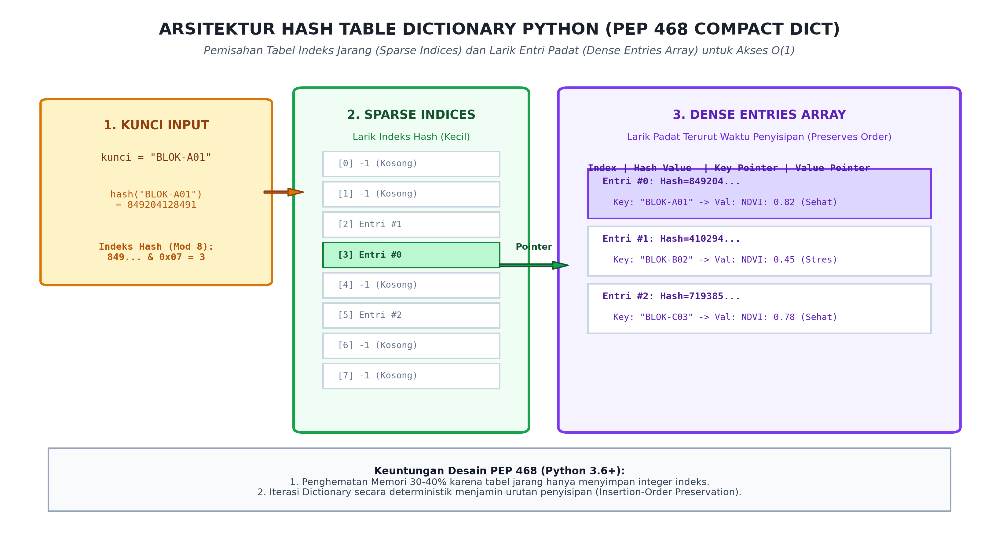 ARSITEKTUR HASH TABLE DICTIONARY PYTHON (PEP 468 COMPACT DICT)
Pemisahan Tabel Indeks Jarang (Sparse Indices) dan Larik Entri Padat (Dense Entries Array) untuk Akses O(1)
1. KUNCI INPUT
kunci = "BLOK-A01"
hash("BLOK-A01")
= 849204128491
Indeks Hash (Mod 8):
849... & 0x07 = 3
2. SPARSE INDICES
Larik Indeks Hash (Kecil)
[0] -1 (Kosong)
[1] -1 (Kosong)
[2] Entri #1
[3] Entri #0
[4] -1 (Kosong)
[5] Entri #2
[6] -1 (Kosong)
[7] -1 (Kosong)
Pointer
3. DENSE ENTRIES ARRAY
Larik Padat Terurut Waktu Penyisipan (Preserves Order)
Index | Hash Value  | Key Pointer | Value Pointer
Entri #0: Hash=849204...
Key: "BLOK-A01" -> Val: NDVI: 0.82 (Sehat)
Entri #1: Hash=410294...
Key: "BLOK-B02" -> Val: NDVI: 0.45 (Stres)
Entri #2: Hash=719385...
Key: "BLOK-C03" -> Val: NDVI: 0.78 (Sehat)
Keuntungan Desain PEP 468 (Python 3.6+):
1. Penghematan Memori 30-40% karena tabel jarang hanya menyimpan integer indeks.
2. Iterasi Dictionary secara deterministik menjamin urutan penyisipan (Insertion-Order Preservation).